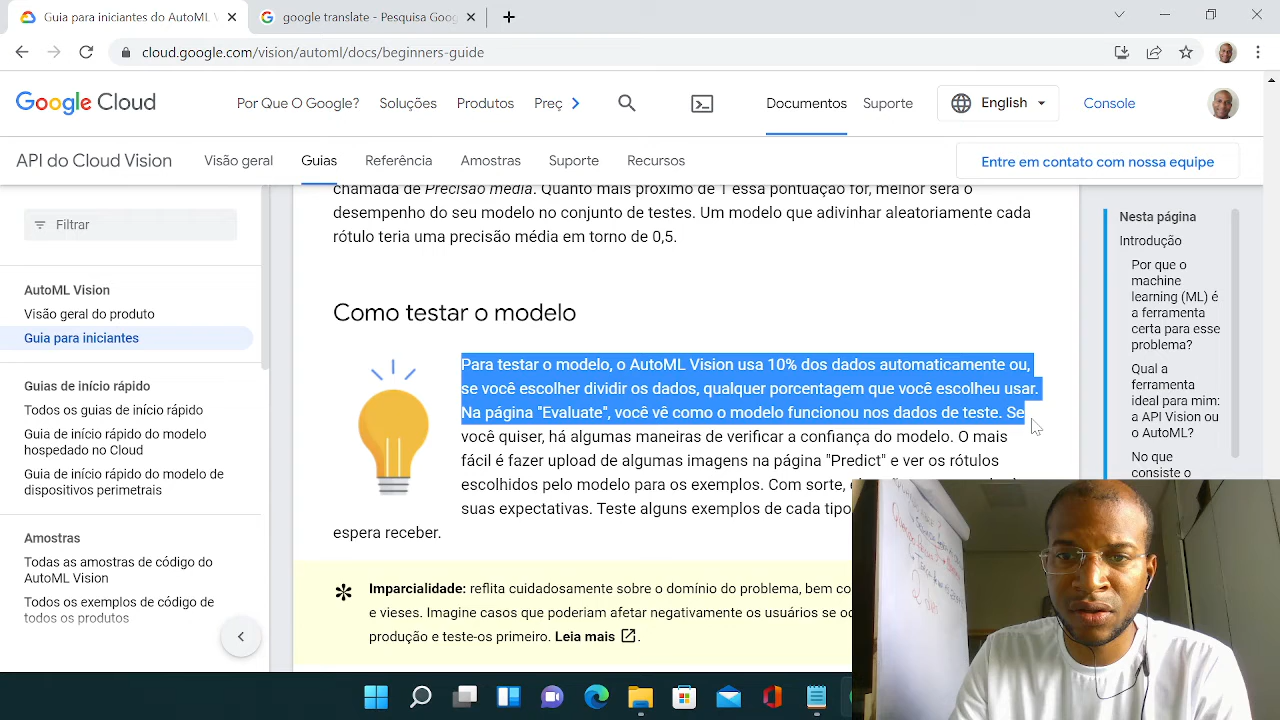 Guia para iniciantes do AutoML V
google translate - Pesquisa Goog
cloud.google.com/vision/automl/docs/beginners-guide
Google Cloud
Por Que O Google?
Soluções
Produtos
Preç
Documentos
Suporte
English
Console
API do Cloud Vision
Visão geral
Guias
Referência
Amostras
Suporte
Recursos
Entre em contato com nossa equipe
Filtrar
AutoML Vision
Visão geral do produto
Guia para iniciantes
Guias de início rápido
Todos os guias de início rápido
Guia de início rápido do modelo
hospedado no Cloud
Guia de início rápido do modelo de
dispositivos perimetrais
Amostras
Todas as amostras de código do
AutoML Vision
Todos os exemplos de código de
todos os produtos
chamada de Precisão média. Quanto mais próximo de 1 essa pontuação for, melhor será o
desempenho do seu modelo no conjunto de testes. Um modelo que adivinhar aleatoriamente cada
rótulo teria uma precisão média em torno de 0,5.
Como testar o modelo
Para testar o modelo, o AutoML Vision usa 10% dos dados automaticamente ou,
se você escolher dividir os dados, qualquer porcentagem que você escolheu usar.
Na página "Evaluate", você vê como o modelo funcionou nos dados de teste. Se
você quiser, há algumas maneiras de verificar a confiança do modelo. O mais
fácil é fazer upload de algumas imagens na página "Predict" e ver os rótulos
escolhidos pelo modelo para os exemplos. Com sorte,
suas expectativas. Teste alguns exemplos de cada tipo
espera receber.
Imparcialidade: reflita cuidadosamente sobre o domínio do problema, bem co
e vieses. Imagine casos que poderiam afetar negativamente os usuários se oc
produção e teste-os primeiro. Leia mais.
Nesta página
Introdução
Por que o
machine
learning (ML) é
a ferramenta
certa para esse
problema?
Qual a
ferramenta
ideal para mim:
a API Vision ou
o AutoML?
No que
consiste o